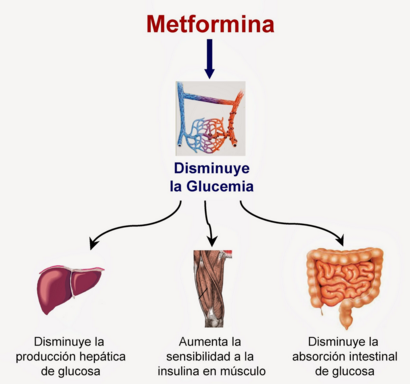 Metformina
Disminuye
la Glucemia
Disminuye la
producción hepática
de glucosa
Aumenta la
sensibilidad a la
insulina en músculo
Disminuye la
absorción intestinal
de glucosa